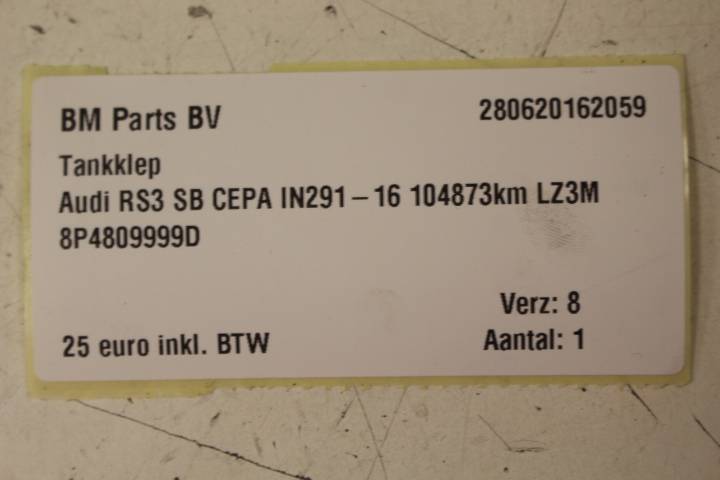 BM Parts BV 280620162059
Tankklep
Audi RS3 SB CEPA IN291-16 104873km LZ3M
8P4809999D
Verz: 8
25 euro inkl. BTW Aantal: 1